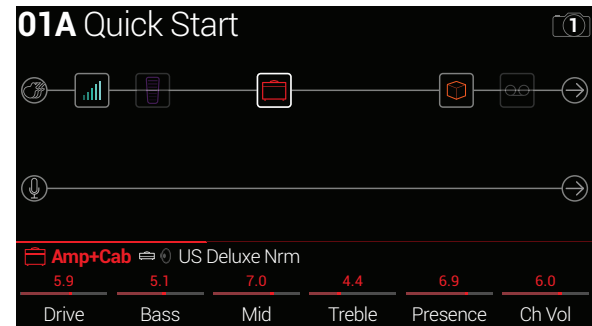 01A Quick Start
1
Amp+Cab US Deluxe Nrm
5.9 5.1 7.0 4.4 6.9 6.0
Drive Bass Mid Treble Presence Ch Vol